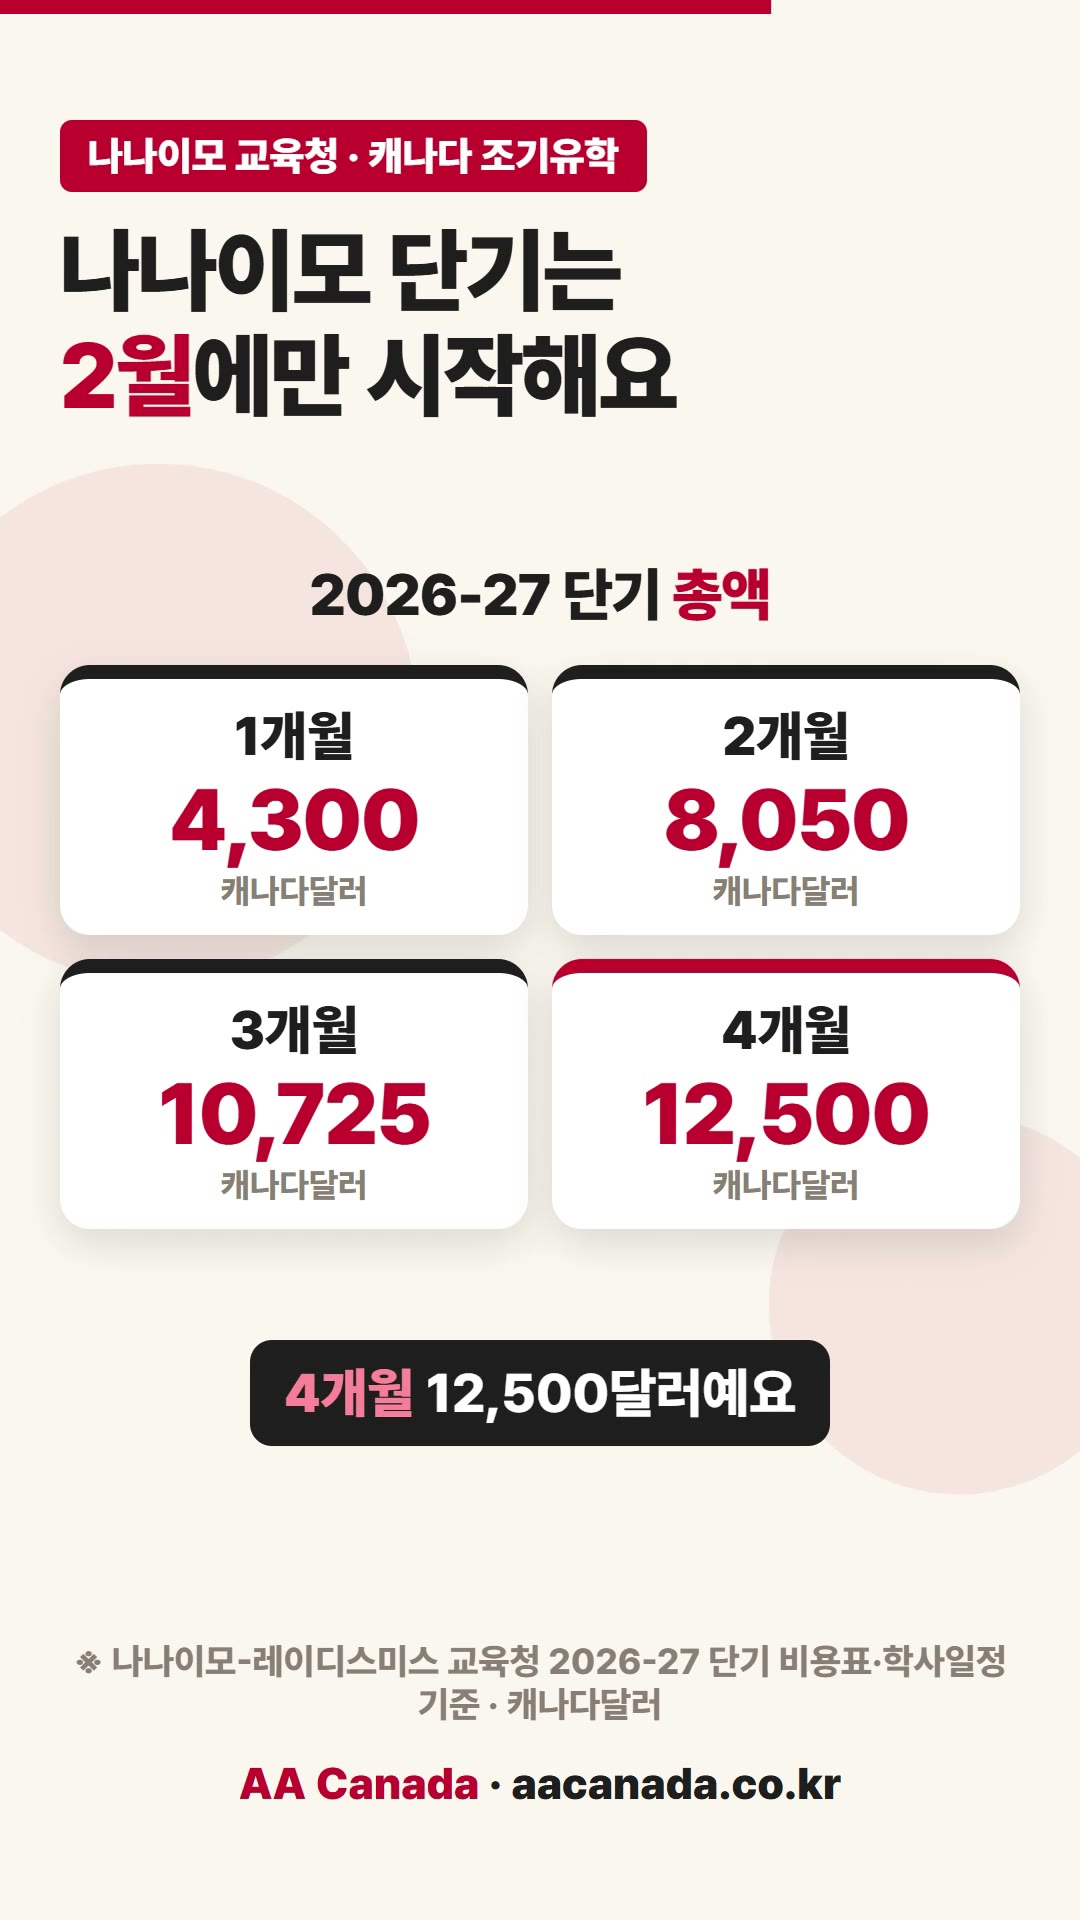 나나이모 교육청 · 캐나다 조기유학
나나이모 단기는
2월에만 시작해요
2026-27 단기 총액
1개월
4,300
캐나다달러
2개월
8,050
캐나다달러
3개월
10,725
캐나다달러
4개월
12,500
캐나다달러
4개월 12,500달러예요
※ 나나이모-레이디스미스 교육청 2026-27 단기 비용표·학사일정
기준 · 캐나다달러
AA Canada · aacanada.co.kr